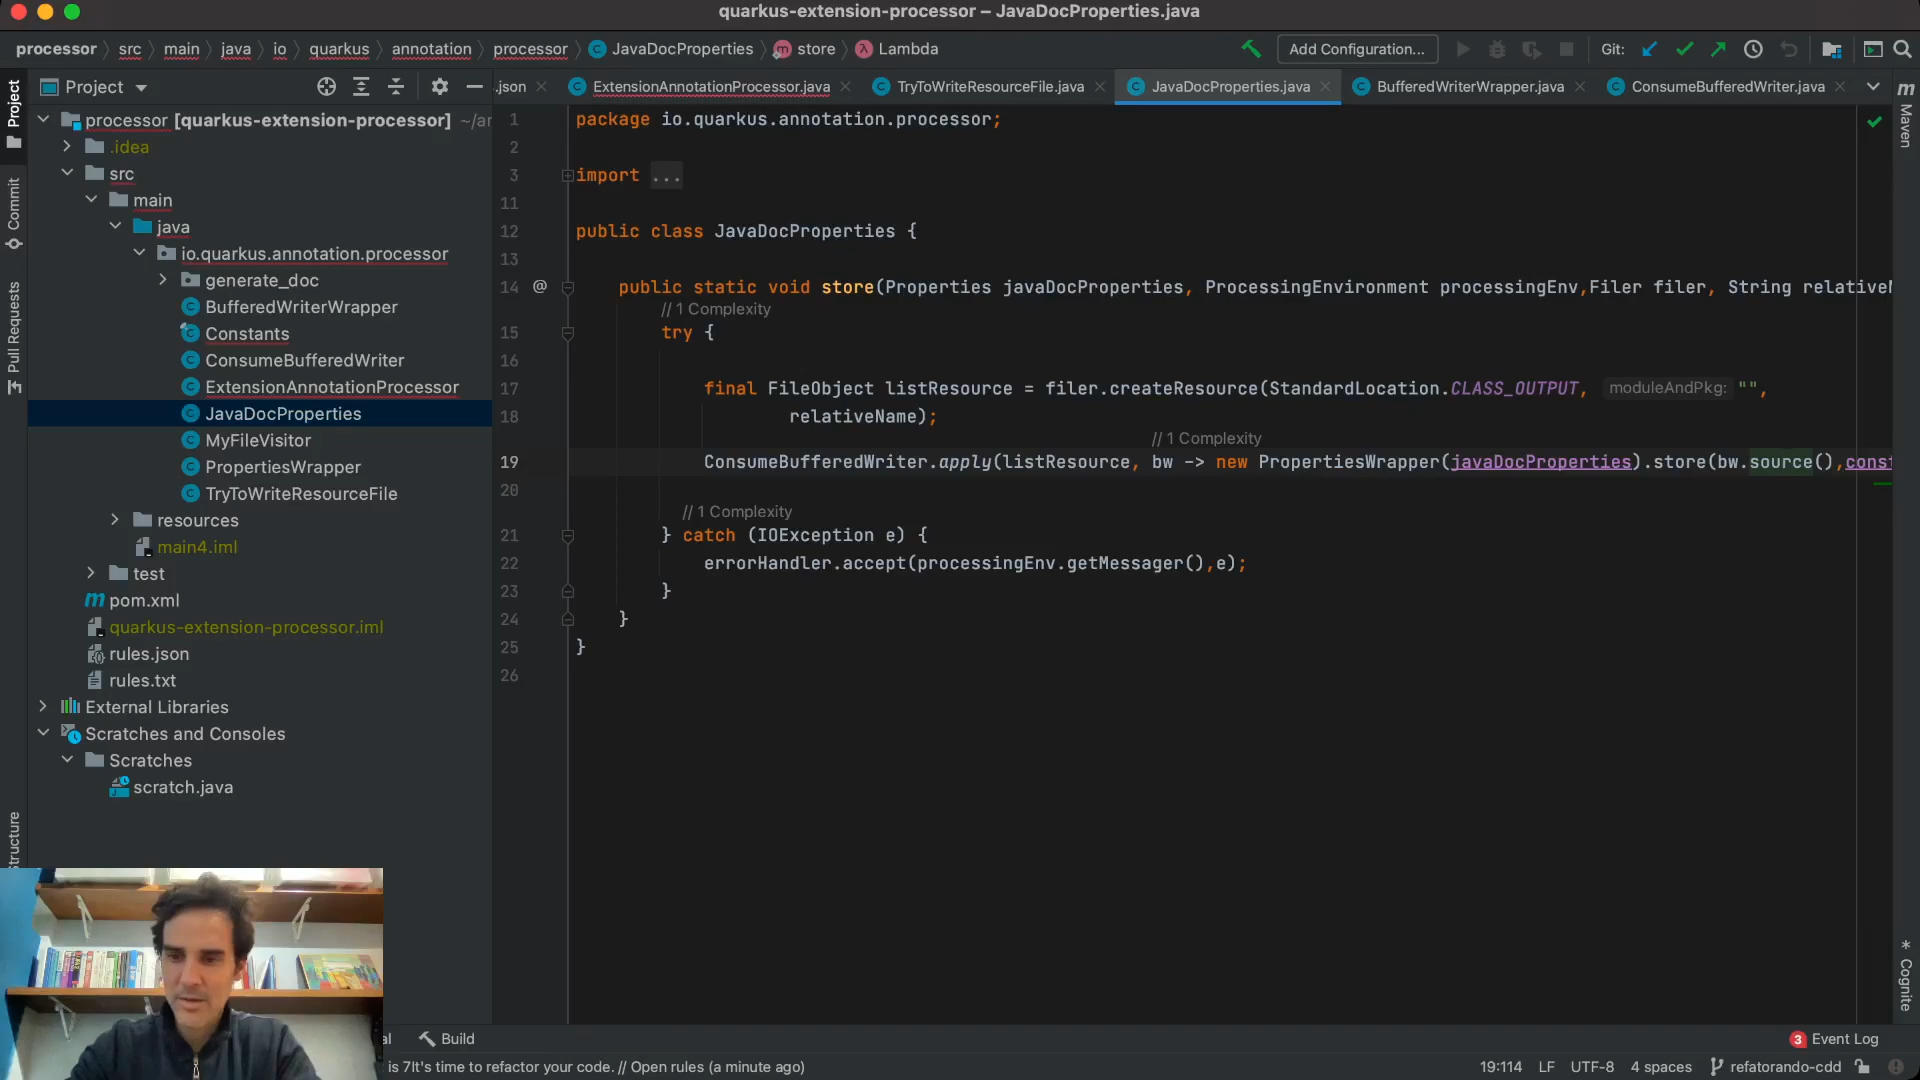 quarkus-extension-processor – JavaDocProperties.java
processor src main java io quarkus annotation processor JavaDocProperties store Lambda
Add Configuration...
Git:
Project
.json
ExtensionAnnotationProcessor.java
TryToWriteResourceFile.java
JavaDocProperties.java
BufferedWriterWrapper.java
ConsumeBufferedWriter.java
Project
Commit
Pull Requests
processor [quarkus-extension-processor]
.idea
src
main
java
io.quarkus.annotation.processor
generate_doc
BufferedWriterWrapper
Constants
ConsumeBufferedWriter
ExtensionAnnotationProcessor
JavaDocProperties
MyFileVisitor
PropertiesWrapper
TryToWriteResourceFile
resources
main4.iml
test
pom.xml
quarkus-extension-processor.iml
rules.json
rules.txt
External Libraries
Scratches and Consoles
Scratches
scratch.java
1 package io.quarkus.annotation.processor;
2
3 import ...
11
12 public class JavaDocProperties {
13
14 @ public static void store(Properties javaDocProperties, ProcessingEnvironment processingEnv,Filer filer, String
// 1 Complexity
15 try {
16
17 final FileObject listResource = filer.createResource(StandardLocation.CLASS_OUTPUT, moduleAndPkg: "",
18 relativeName);
// 1 Complexity
19 ConsumeBufferedWriter.apply(listResource, bw -> new PropertiesWrapper(javaDocProperties).store(bw.source(),
20
// 1 Complexity
21 } catch (IOException e) {
22 errorHandler.accept(processingEnv.getMessager(),e);
23 }
24 }
25 }
26
Maven
Cognite
Build
3 Event Log
is 7It's time to refactor your code. // Open rules (a minute ago)
19:114 LF UTF-8 4 spaces refatorando-cdd